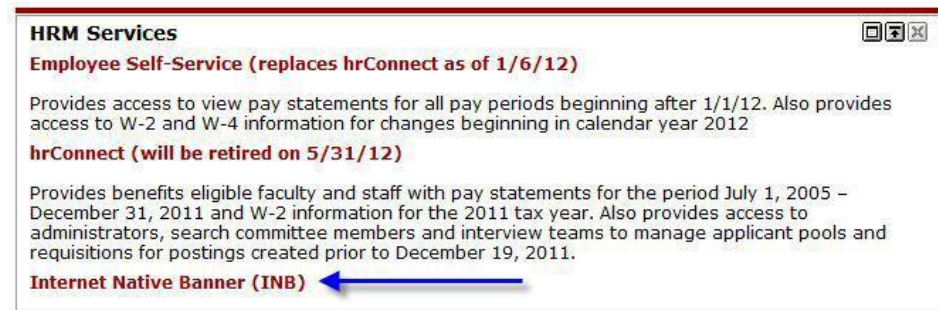 HRM Services
Employee Self-Service (replaces hrConnect as of 1/6/12)
Provides access to view pay statements for all pay periods beginning after 1/1/12. Also provides
access to W-2 and W-4 information for changes beginning in calendar year 2012
hrConnect (will be retired on 5/31/12)
Provides benefits eligible faculty and staff with pay statements for the period July 1, 2005 –
December 31, 2011 and W-2 information for the 2011 tax year. Also provides access to
administrators, search committee members and interview teams to manage applicant pools and
requisitions for postings created prior to December 19, 2011.
Internet Native Banner (INB)